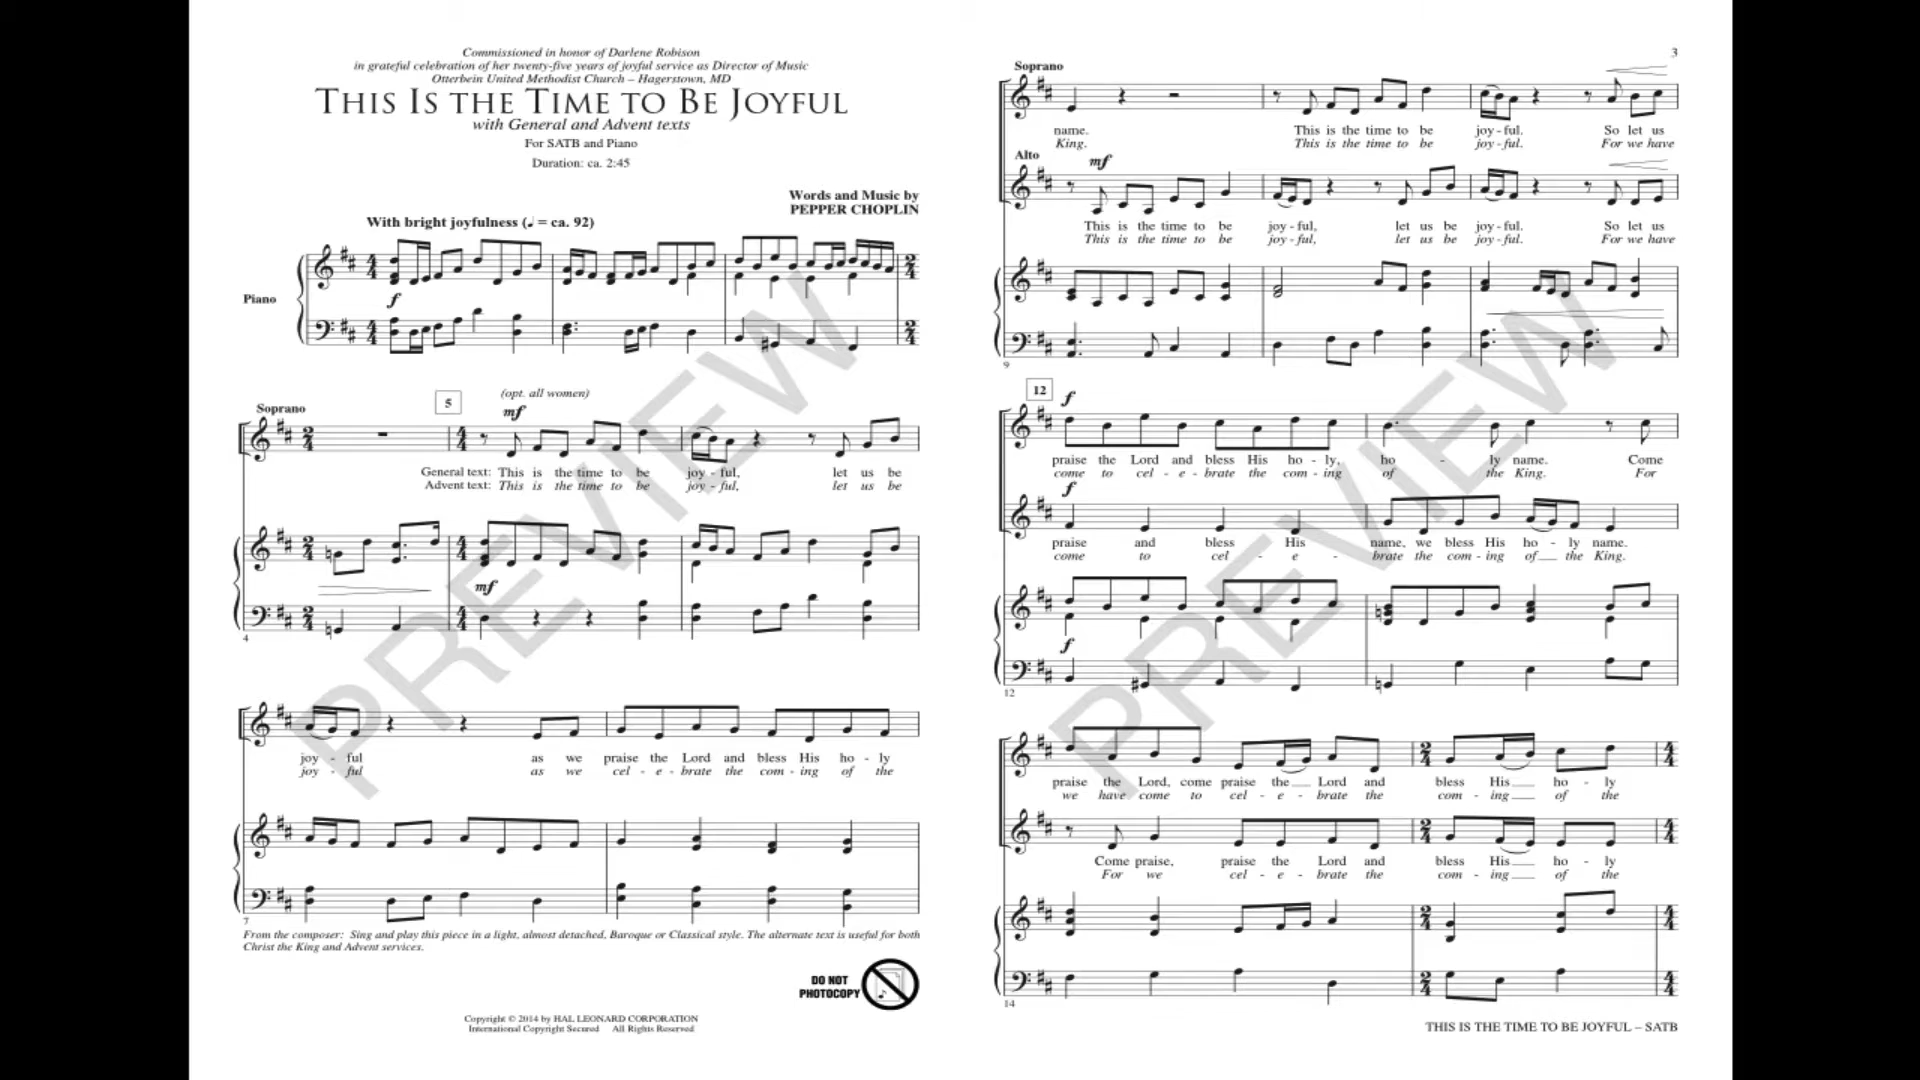 Commissioned in honor of Darlene Robison
in grateful celebration of her twenty-five years of joyful service as Director of Music
Otterbein United Methodist Church – Hagerstown, MD
THIS IS THE TIME TO BE JOYFUL
with General and Advent texts
For SATB and Piano
Duration: ca. 2:45
Words and Music by
PEPPER CHOPLIN
With bright joyfulness (♩ = ca. 92)
Piano
f
(opt. all women)
Soprano
5
mf
General text: This is the time to be joy - ful, let us be
Advent text: This is the time to be joy - ful, let us be
mf
4
joy - ful as we praise the Lord and bless His ho - ly
joy - ful as we cel - e - brate the com - ing of the
7
From the composer: Sing and play this piece in a light, almost detached, Baroque or Classical style. The alternate text is useful for both
Christ the King and Advent services.
DO NOT
PHOTOCOPY
Copyright © 2014 by HAL LEONARD CORPORATION
International Copyright Secured All Rights Reserved
PREVIEW
3
Soprano
name. This is the time to be joy - ful. So let us
King. This is the time to be joy - ful. For we have
Alto
mf
This is the time to be joy - ful, let us be joy - ful. So let us
This is the time to be joy - ful, let us be joy - ful. For we have
9
12
f
praise the Lord and bless His ho - ly, ho - ly name. Come
come to cel - e - brate the com - ing of the King. For
f
praise and bless His name, we bless His ho - ly name.
come to cel - e - brate the com - ing of the King.
f
12
praise the Lord, come praise the Lord and bless His ho - ly
we have come to cel - e - brate the com - ing of the
Come praise, praise the Lord and bless His ho - ly
For we cel - e - brate the com - ing of the
14
THIS IS THE TIME TO BE JOYFUL – SATB
PREVIEW